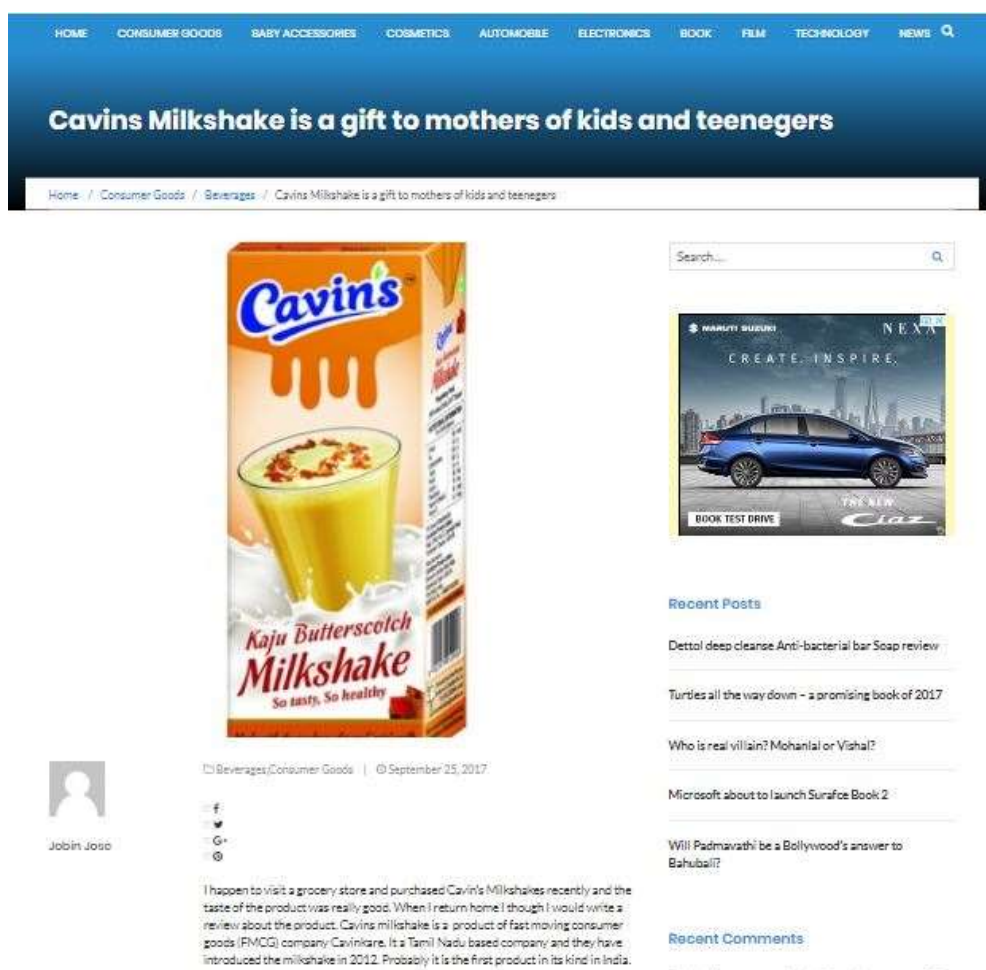 HOME CONSUMER GOODS BABY ACCESSORIES COSMETICS AUTOMOBILE ELECTRONICS BOOK FILM TECHNOLOGY NEWS
Cavins Milkshake is a gift to mothers of kids and teenegers
Home / Consumer Goods / Beverages / Cavins Milkshake is a gift to mothers of kids and teenegers
Cavin's
Kaju Butterscotch
Milkshake
So tasty, So healthy
Beverages,Consumer Goods | September 25, 2017
Jobin Jose
f
G+
I happen to visit a grocery store and purchased Cavin's Milkshakes recently and the
taste of the product was really good. When I return home I though I would write a
review about the product. Cavins milkshake is a product of fast moving consumer
goods (FMCG) company Cavinkare. It a Tamil Nadu based company and they have
introduced the milkshake in 2012. Probably it is the first product in its kind in India.
Search....
MARUTI SUZUKI NEXA
CREATE. INSPIRE.
THE NEW
BOOK TEST DRIVE Ciaz
Recent Posts
Dettol deep cleanse Anti-bacterial bar Soap review
Turtles all the way down – a promising book of 2017
Who is real villain? Mohanlal or Vishal?
Microsoft about to launch Surafce Book 2
Will Padmavathi be a Bollywood's answer to
Bahubali?
Recent Comments